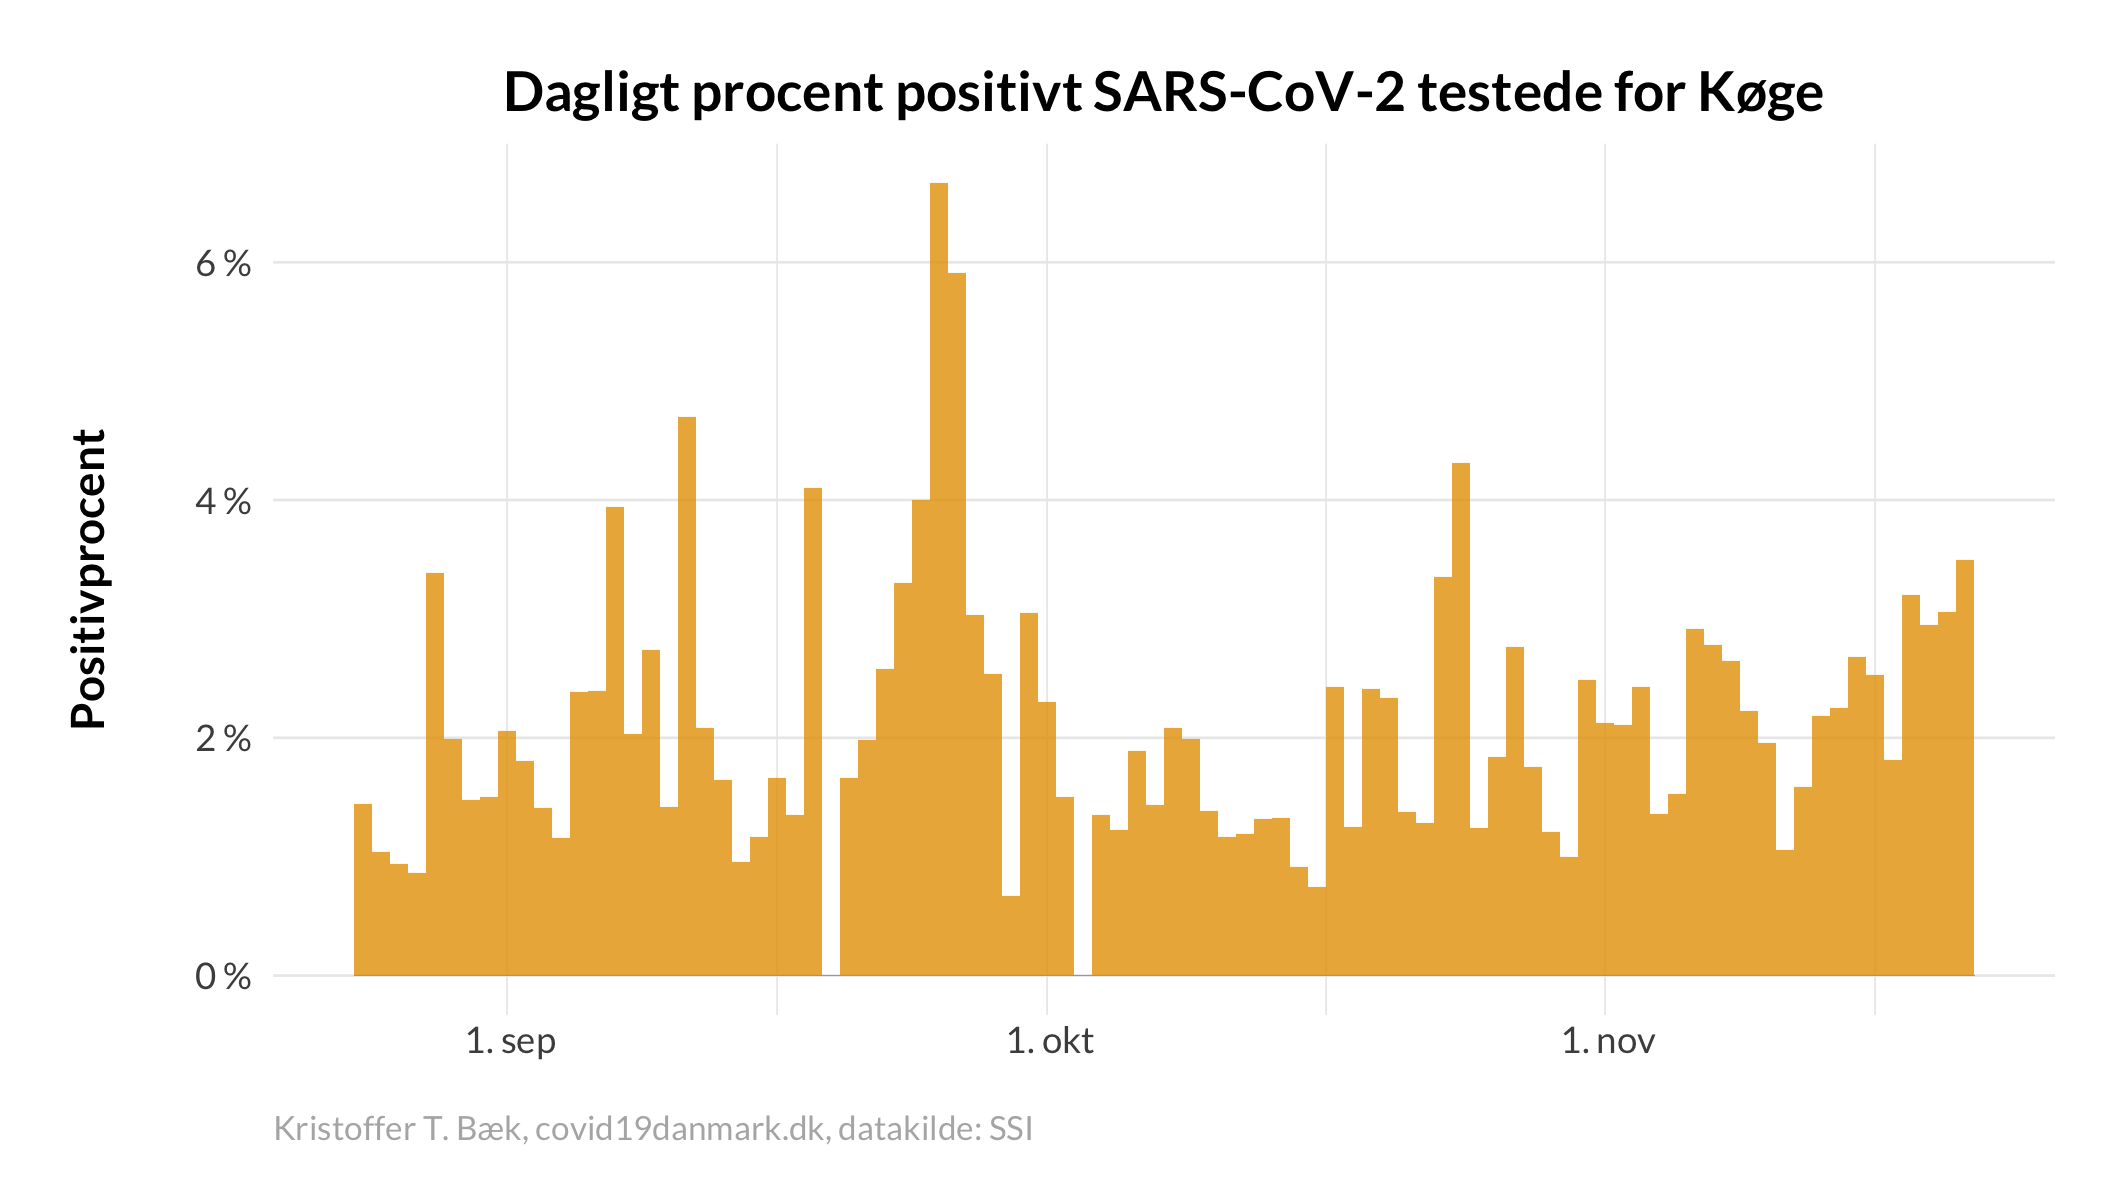 Dagligt procent positivt SARS-CoV-2 testede for Køge
Positivprocent
6 %
4 %
2 %
0 %
1. sep
1. okt
1. nov
Kristoffer T. Bæk, covid19danmark.dk, datakilde: SSI